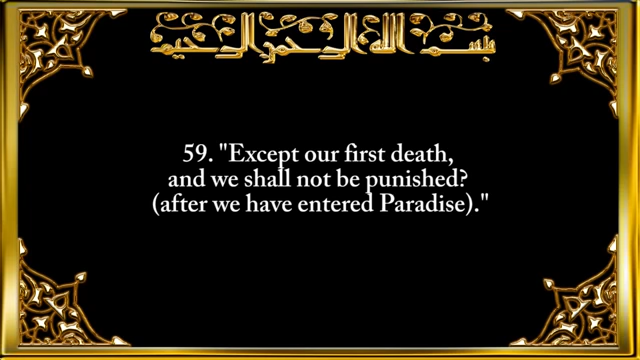 بسم الله الرحمن الرحيم
59. "Except our first death,
and we shall not be punished?
(after we have entered Paradise)."